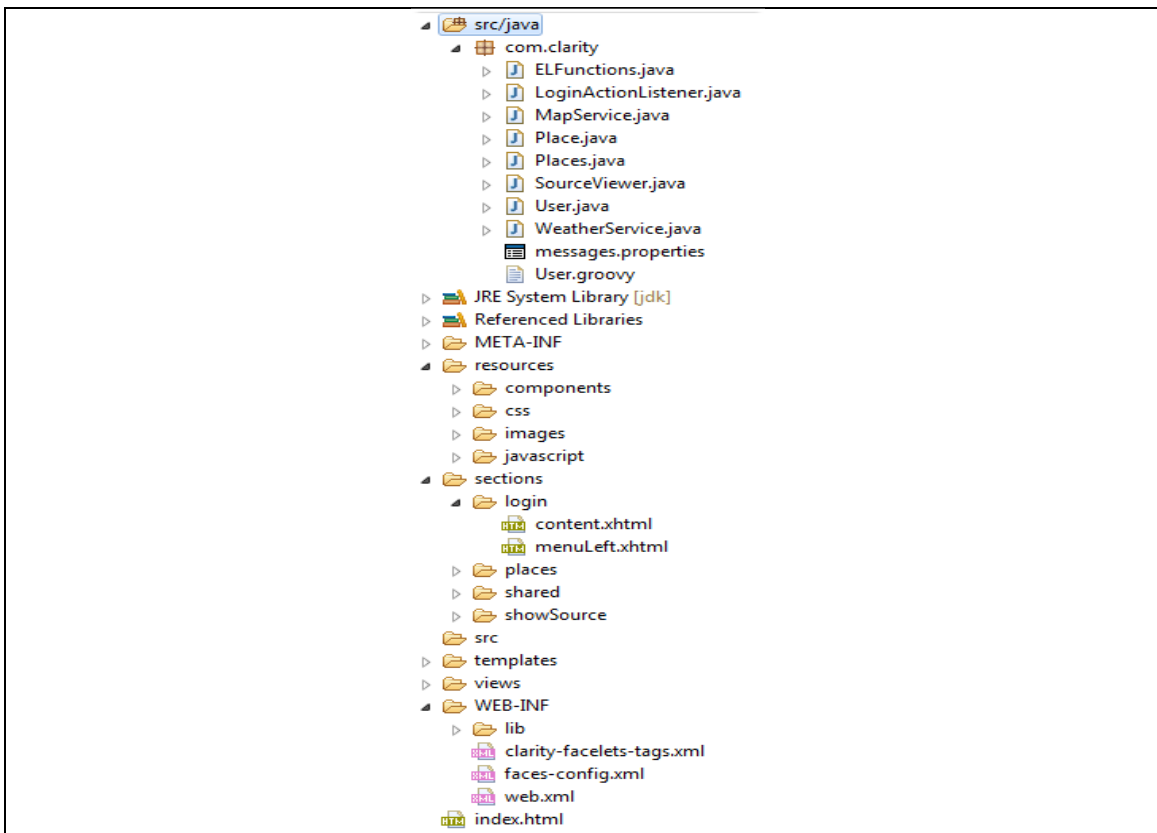 src/java
com.clarity
ELFunctions.java
LoginActionListener.java
MapService.java
Place.java
Places.java
SourceViewer.java
User.java
WeatherService.java
messages.properties
User.groovy
JRE System Library [jdk]
Referenced Libraries
META-INF
resources
components
css
images
javascript
sections
login
content.xhtml
menuLeft.xhtml
places
shared
showSource
src
templates
views
WEB-INF
lib
clarity-facelets-tags.xml
faces-config.xml
web.xml
index.html